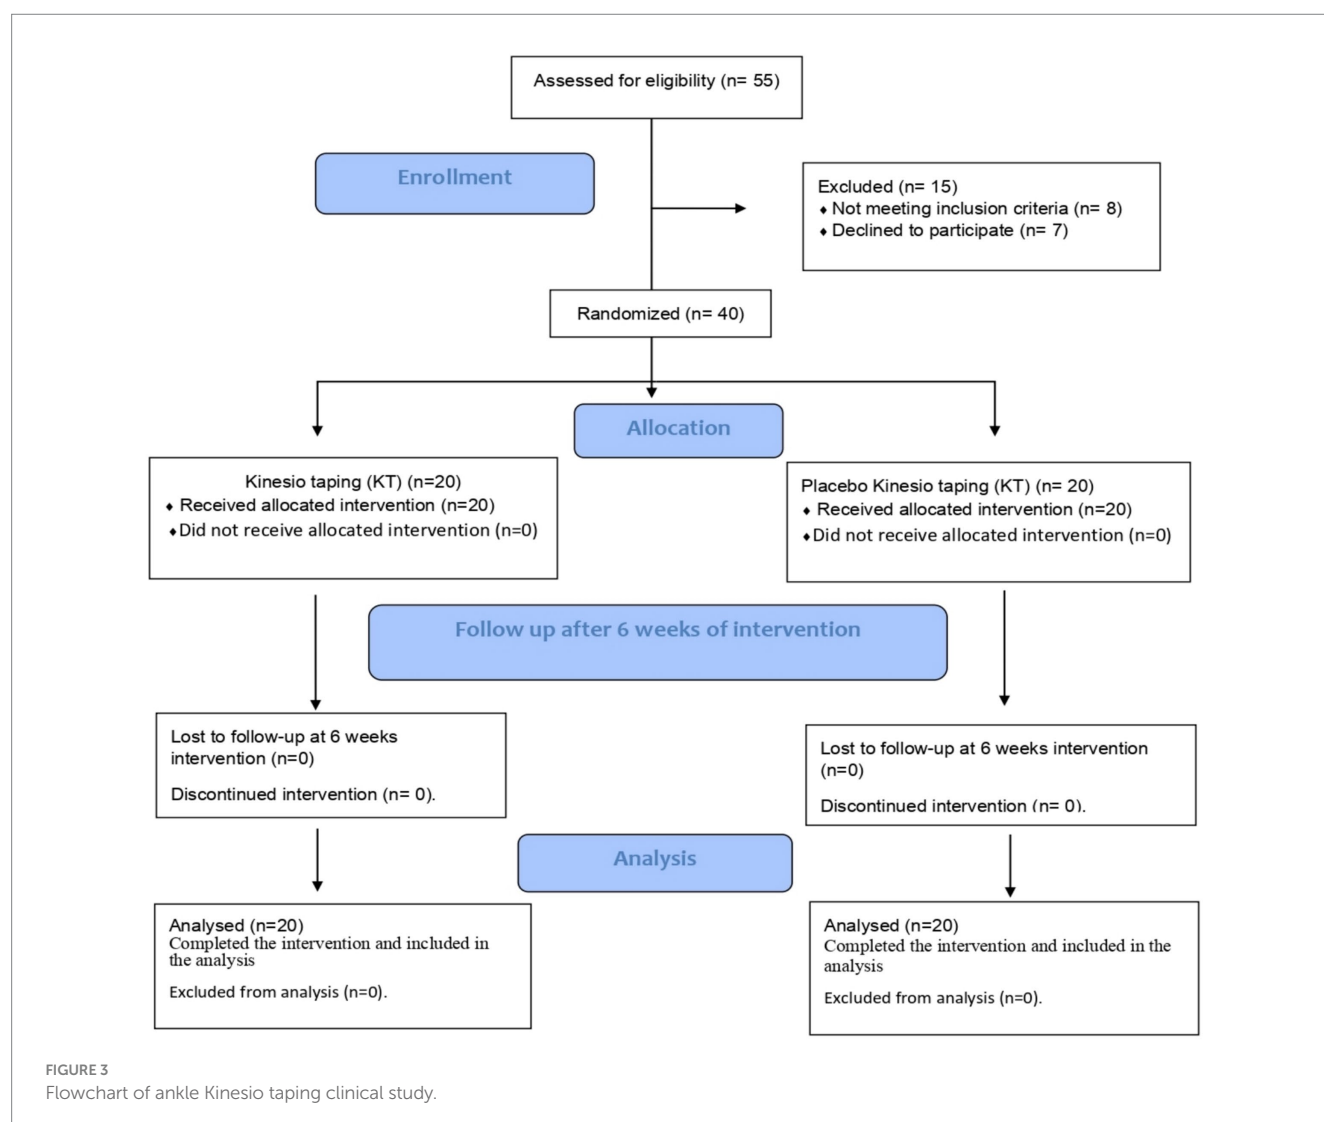 Assessed for eligibility (n= 55)
Enrollment
Excluded (n= 15)
♦ Not meeting inclusion criteria (n= 8)
♦ Declined to participate (n= 7)
Randomized (n= 40)
Allocation
Kinesio taping (KT) (n=20)
♦ Received allocated intervention (n=20)
♦Did not receive allocated intervention (n=0)
Placebo Kinesio taping (KT) (n= 20)
♦ Received allocated intervention (n=20)
♦Did not receive allocated intervention (n=0)
Follow up after 6 weeks of intervention
Lost to follow-up at 6 weeks
intervention (n=0)
Discontinued intervention (n= 0).
Lost to follow-up at 6 weeks intervention
(n=0)
Discontinued intervention (n= 0).
Analysis
Analysed (n=20)
Completed the intervention and included in
the analysis
Excluded from analysis (n=0).
Analysed (n=20)
Completed the intervention and included in the
analysis
Excluded from analysis (n=0).
FIGURE 3
Flowchart of ankle Kinesio taping clinical study.